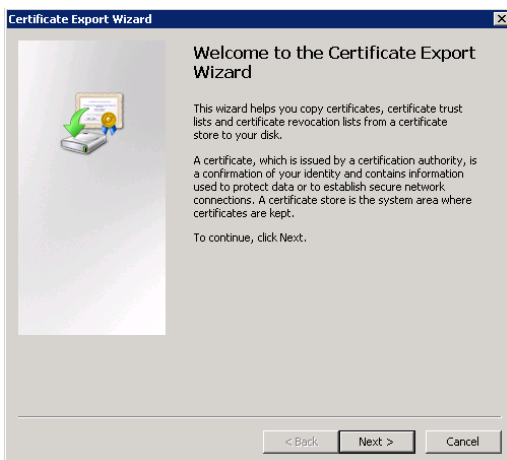 Certificate Export Wizard
Welcome to the Certificate Export
Wizard
This wizard helps you copy certificates, certificate trust
lists and certificate revocation lists from a certificate
store to your disk.
A certificate, which is issued by a certification authority, is
a confirmation of your identity and contains information
used to protect data or to establish secure network
connections. A certificate store is the system area where
certificates are kept.
To continue, click Next.
< Back Next > Cancel